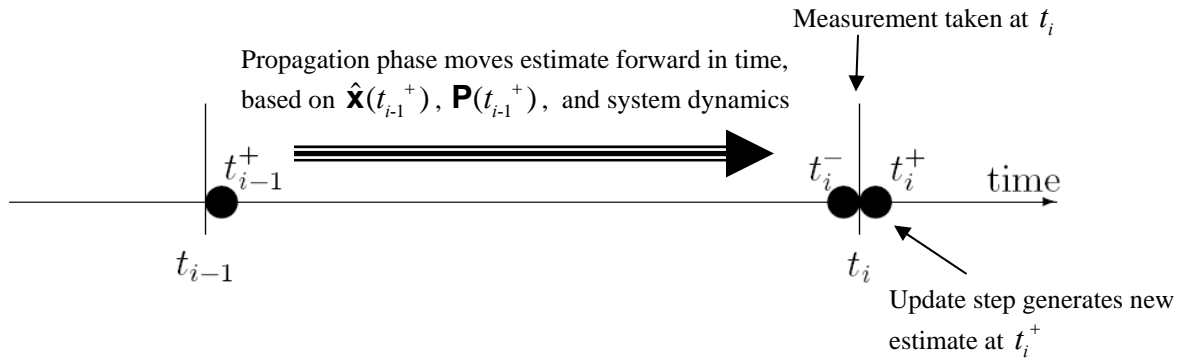 Measurement taken at t_i
Propagation phase moves estimate forward in time,
based on x̂(t_{i-1}^+), P(t_{i-1}^+), and system dynamics
t_{i-1}^+
t_i^-
t_i^+
time
t_{i-1}
t_i
Update step generates new
estimate at t_i^+